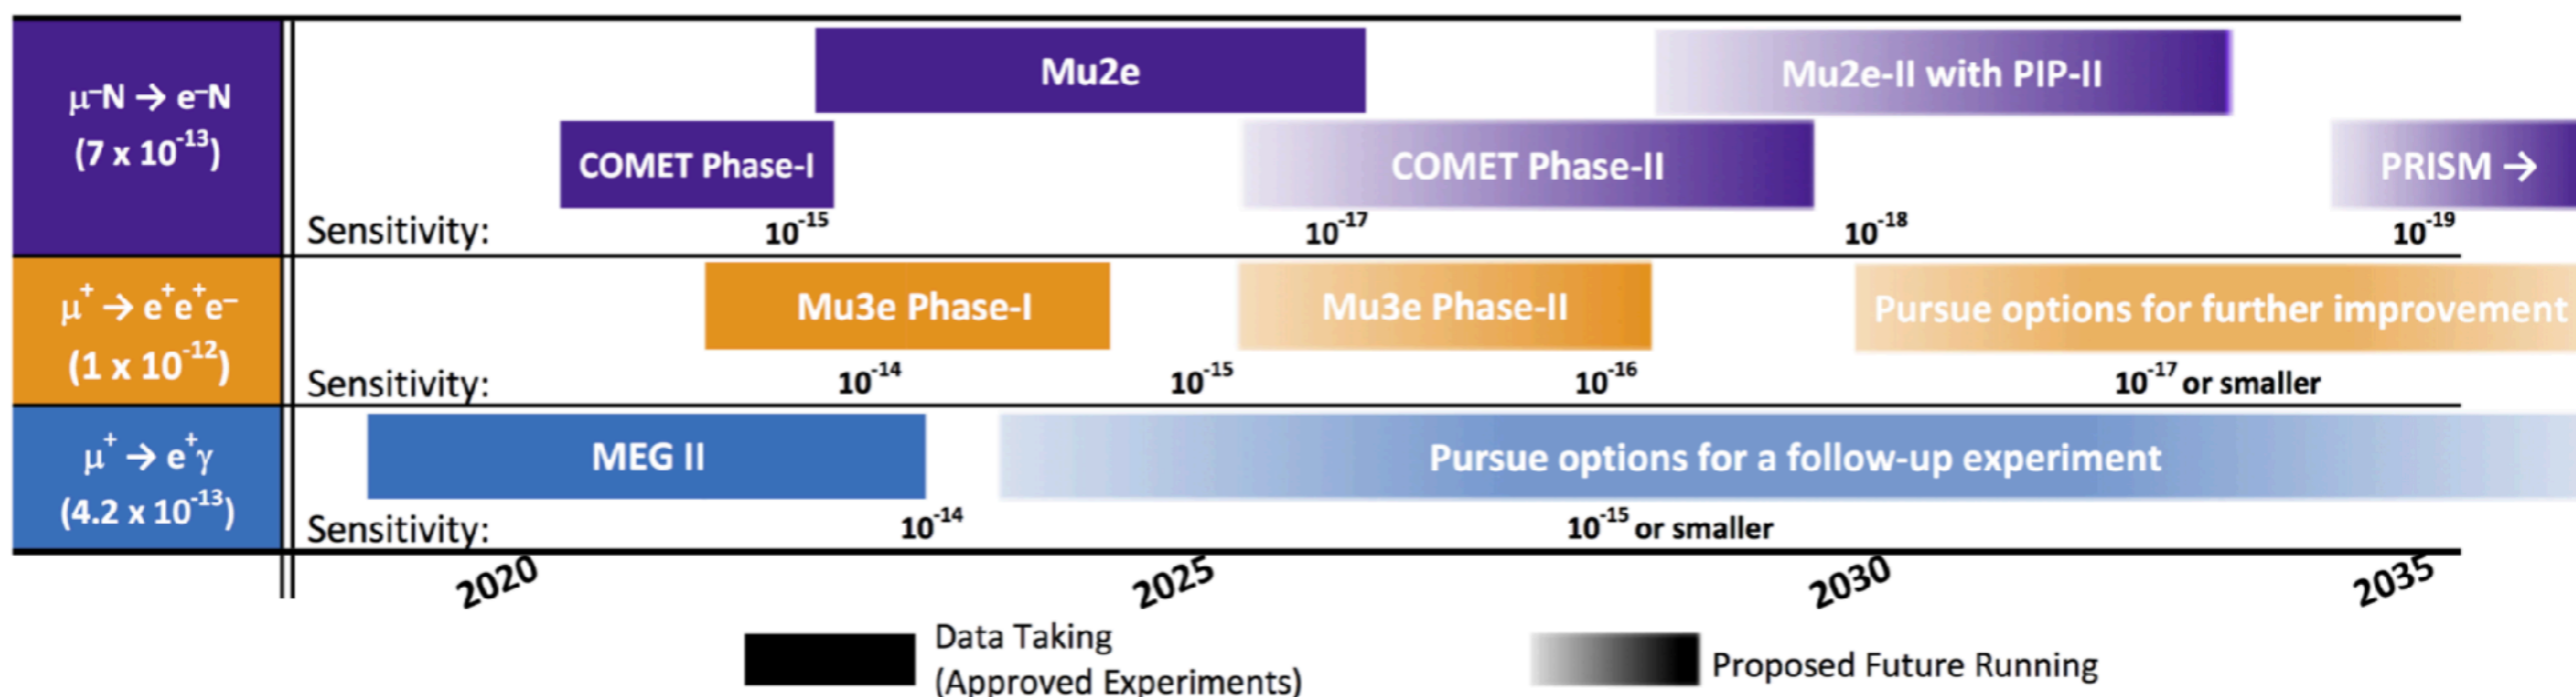 μ⁻N → e⁻N
(7 x 10⁻¹³)
Mu2e
Mu2e-II with PIP-II
COMET Phase-I
COMET Phase-II
PRISM →
Sensitivity:
10⁻¹⁵
10⁻¹⁷
10⁻¹⁸
10⁻¹⁹
μ⁺ → e⁺e⁺e⁻
(1 x 10⁻¹²)
Mu3e Phase-I
Mu3e Phase-II
Pursue options for further improvement
Sensitivity:
10⁻¹⁴
10⁻¹⁵
10⁻¹⁶
10⁻¹⁷ or smaller
μ⁺ → e⁺γ
(4.2 x 10⁻¹³)
MEG II
Pursue options for a follow-up experiment
Sensitivity:
10⁻¹⁴
10⁻¹⁵ or smaller
2020
2025
2030
2035
Data Taking
(Approved Experiments)
Proposed Future Running